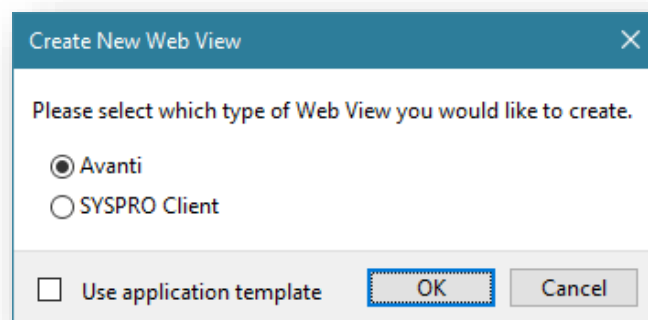 Create New Web View
Please select which type of Web View you would like to create.
Avanti
SYSPRO Client
Use application template
OK
Cancel